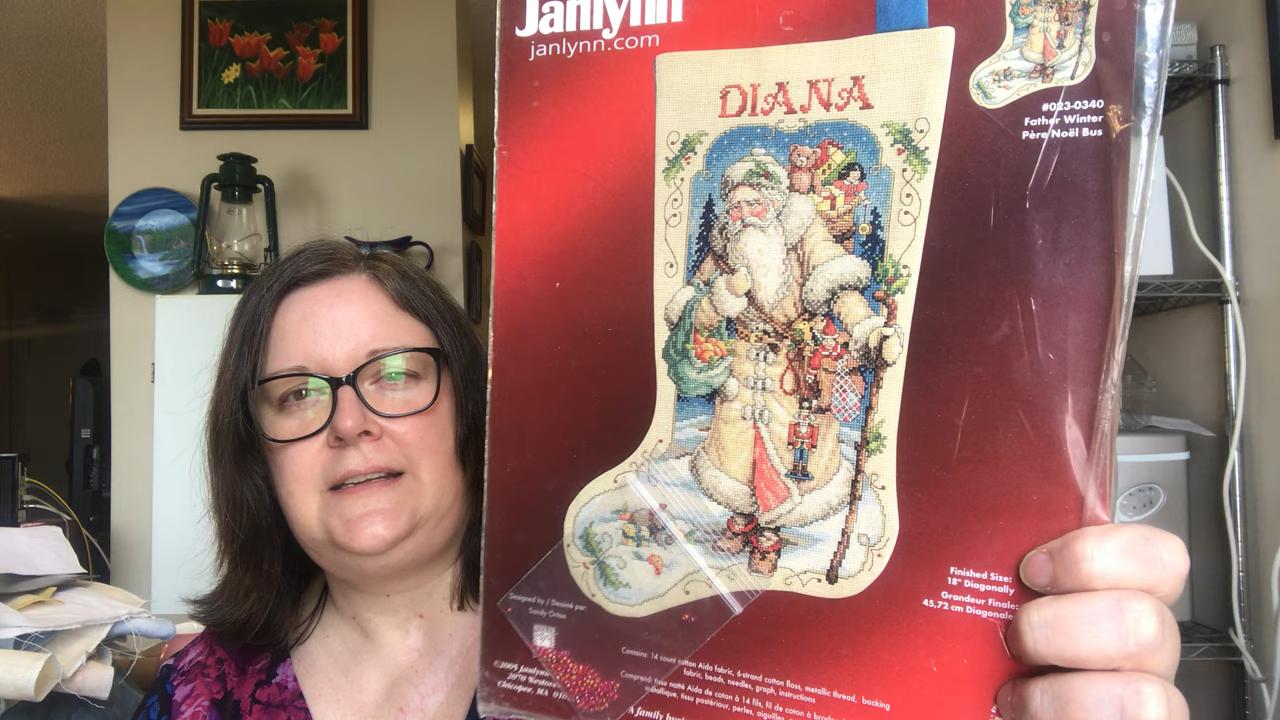 Janlynn
janlynn.com
DIANA
#023-0340
Father Winter
Père Noël Bus
Finished Size:
18" Diagonally
Grandeur Finale:
45,72 cm Diagonale
Designed by / Dessiné par:
Sandy Orton
Contains: 14 count cotton Aida fabric, 6-strand cotton floss, metallic thread, backing
fabric, beads, needles, graph, instructions
Comprend: tissu natté Aida de coton à 14 fils, fil de coton à
métallique, tissu postérieur, perles, aiguilles
©2005 Janlynn
2070
Chicopee, MA
A family